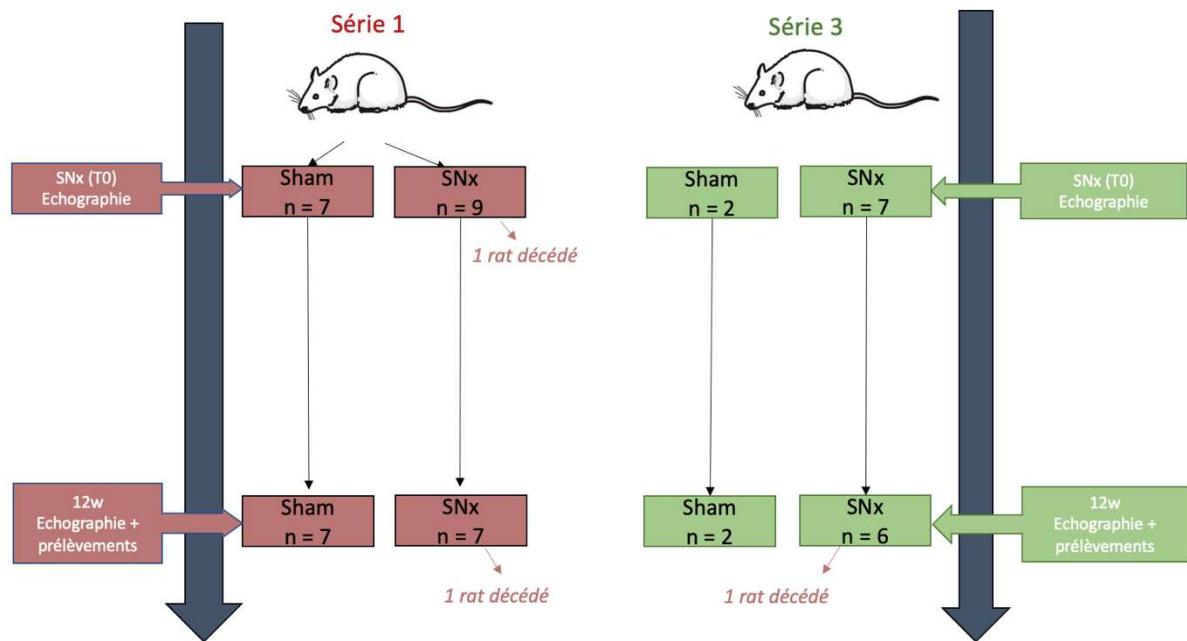 Série 1
Série 3
SNx (T0)
Echographie
Sham
n = 7
SNx
n = 9
Sham
n = 2
SNx
n = 7
SNx (T0)
Echographie
1 rat décédé
12w
Echographie +
prélèvements
Sham
n = 7
SNx
n = 7
Sham
n = 2
SNx
n = 6
12w
Echographie +
prélèvements
1 rat décédé
1 rat décédé